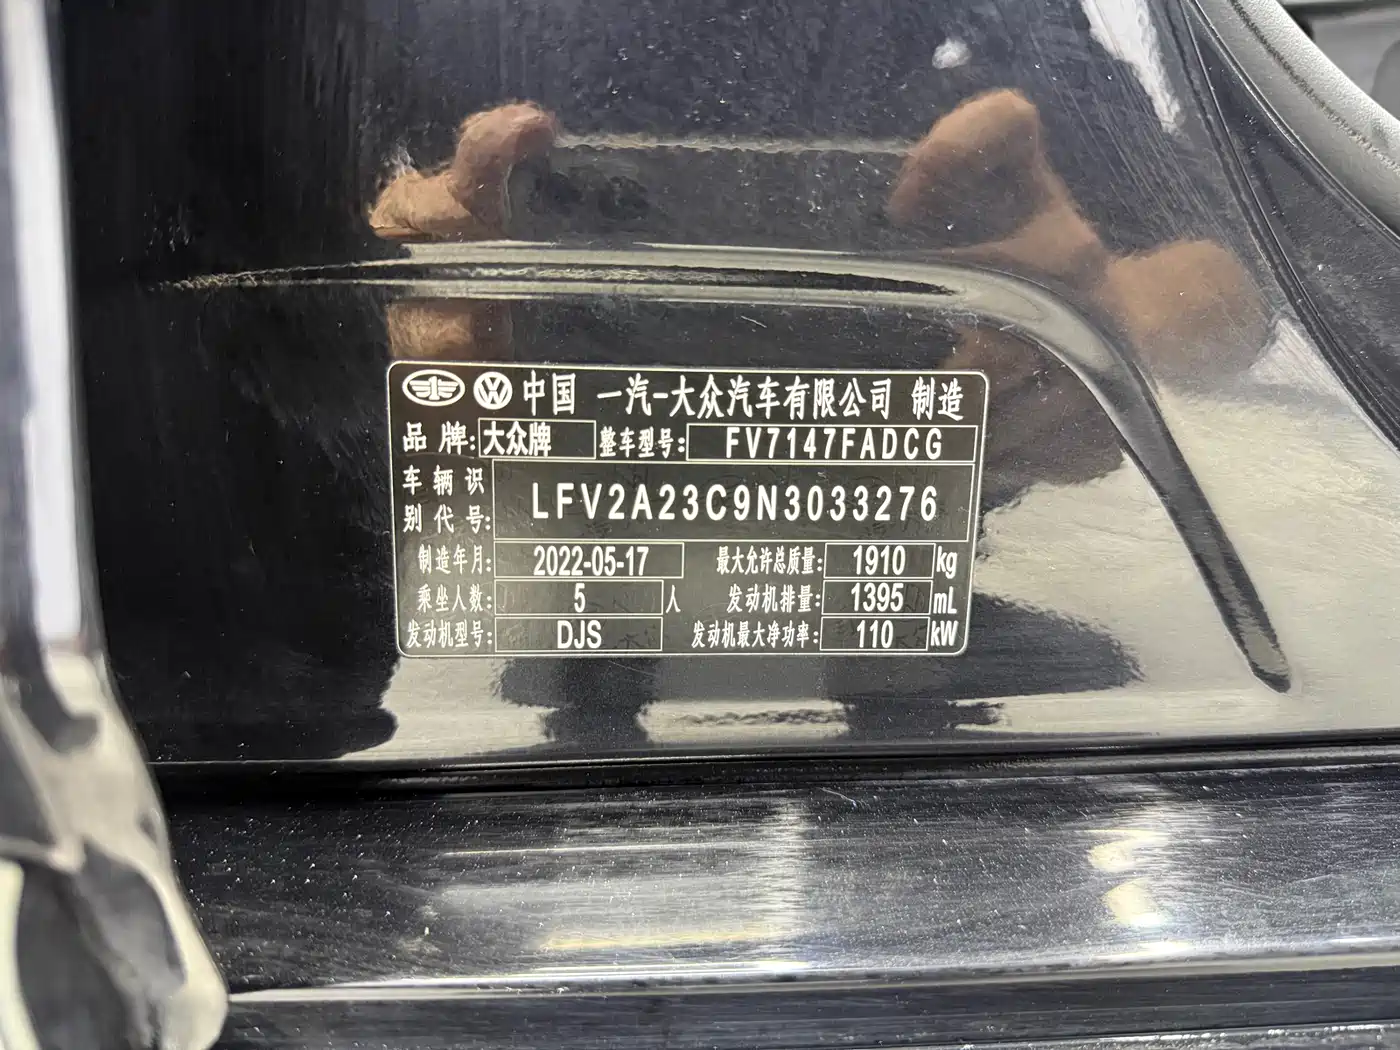 中国 一汽-大众汽车有限公司 制造
品牌: 大众牌 整车型号: FV7147FADCG
车辆识别代号: LFV2A23C9N3033276
制造年月: 2022-05-17 最大允许总质量: 1910 kg
乘坐人数: 5 人 发动机排量: 1395 mL
发动机型号: DJS 发动机最大净功率: 110 kW